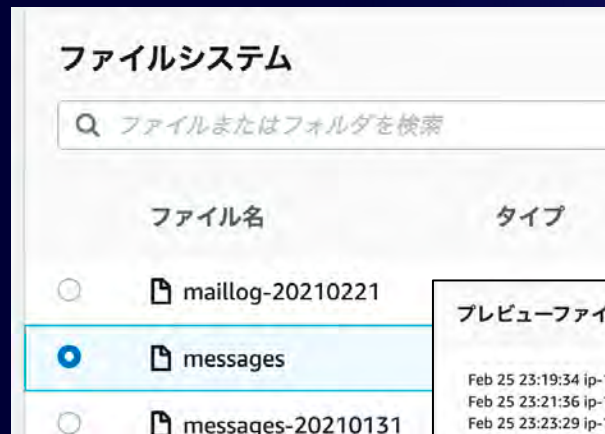 ファイルシステム
ファイルまたはフォルダを検索
ファイル名 タイプ
maillog-20210221
messages
messages-20210131
プレビューファイ
Feb 25 23:19:34 ip-
Feb 25 23:21:36 ip-
Feb 25 23:23:29 ip-